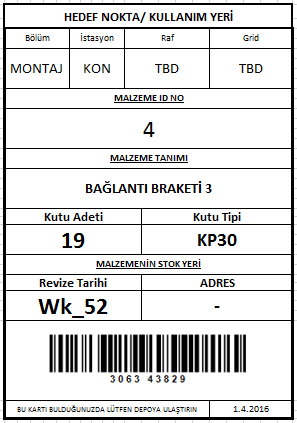 HEDEF NOKTA/ KULLANIM YERİ
Bölüm İstasyon Raf Grid
MONTAJ KON TBD TBD
MALZEME ID NO
4
MALZEME TANIMI
BAĞLANTI BRAKETİ 3
Kutu Adeti Kutu Tipi
19 KP30
MALZEMENİN STOK YERİ
Revize Tarihi ADRES
Wk_52 -
3063 43829
BU KARTI BULDUĞUNUZDA LÜTFEN DEPOYA ULAŞTIRIN 1.4.2016